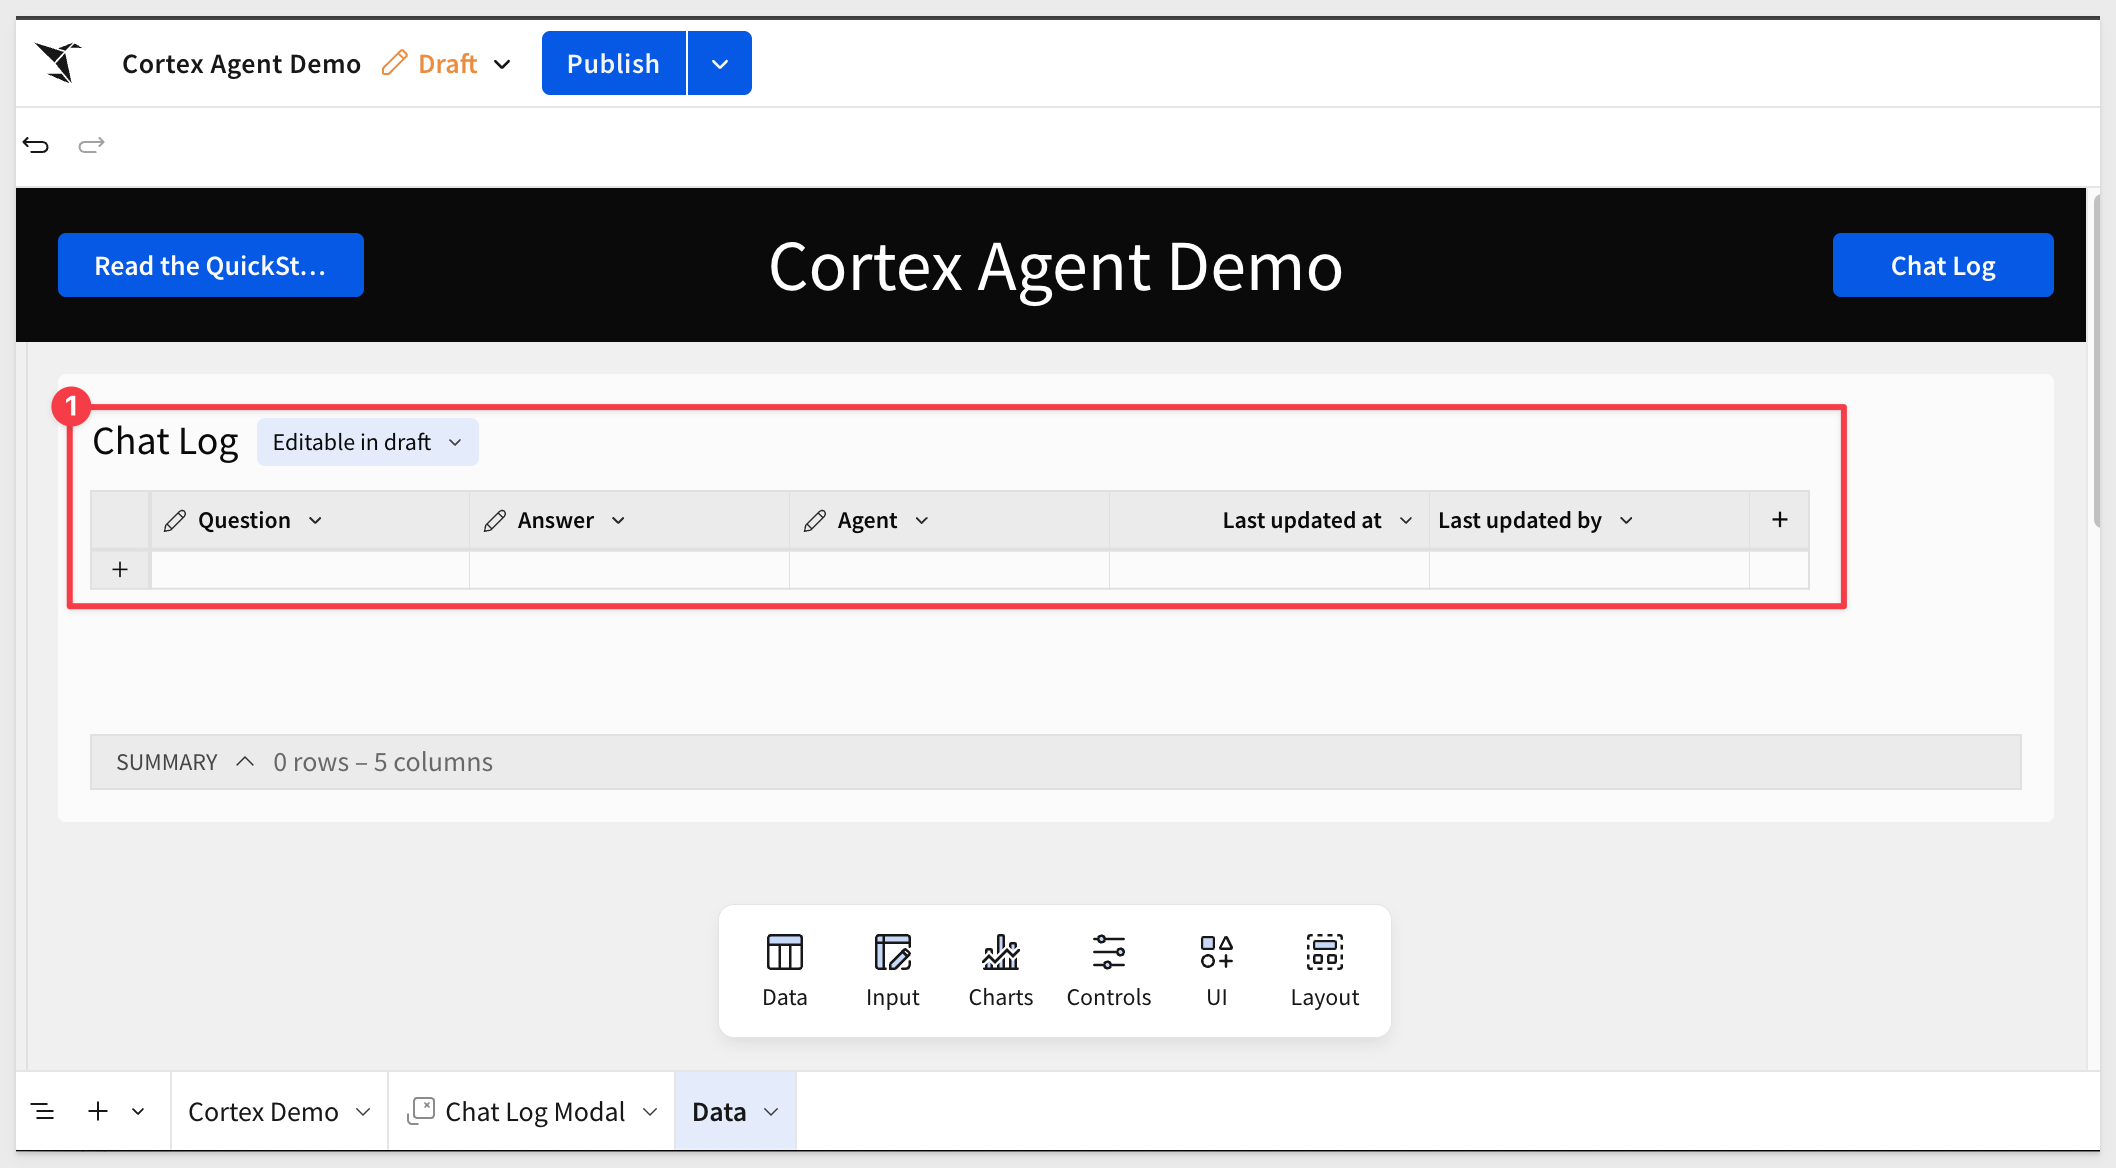 Cortex Agent Demo Draft Publish
Read the QuickSt... Cortex Agent Demo Chat Log
1
Chat Log Editable in draft
Question Answer Agent Last updated at Last updated by +
+
SUMMARY 0 rows – 5 columns
Data Input Charts Controls UI Layout
+ Cortex Demo Chat Log Modal Data